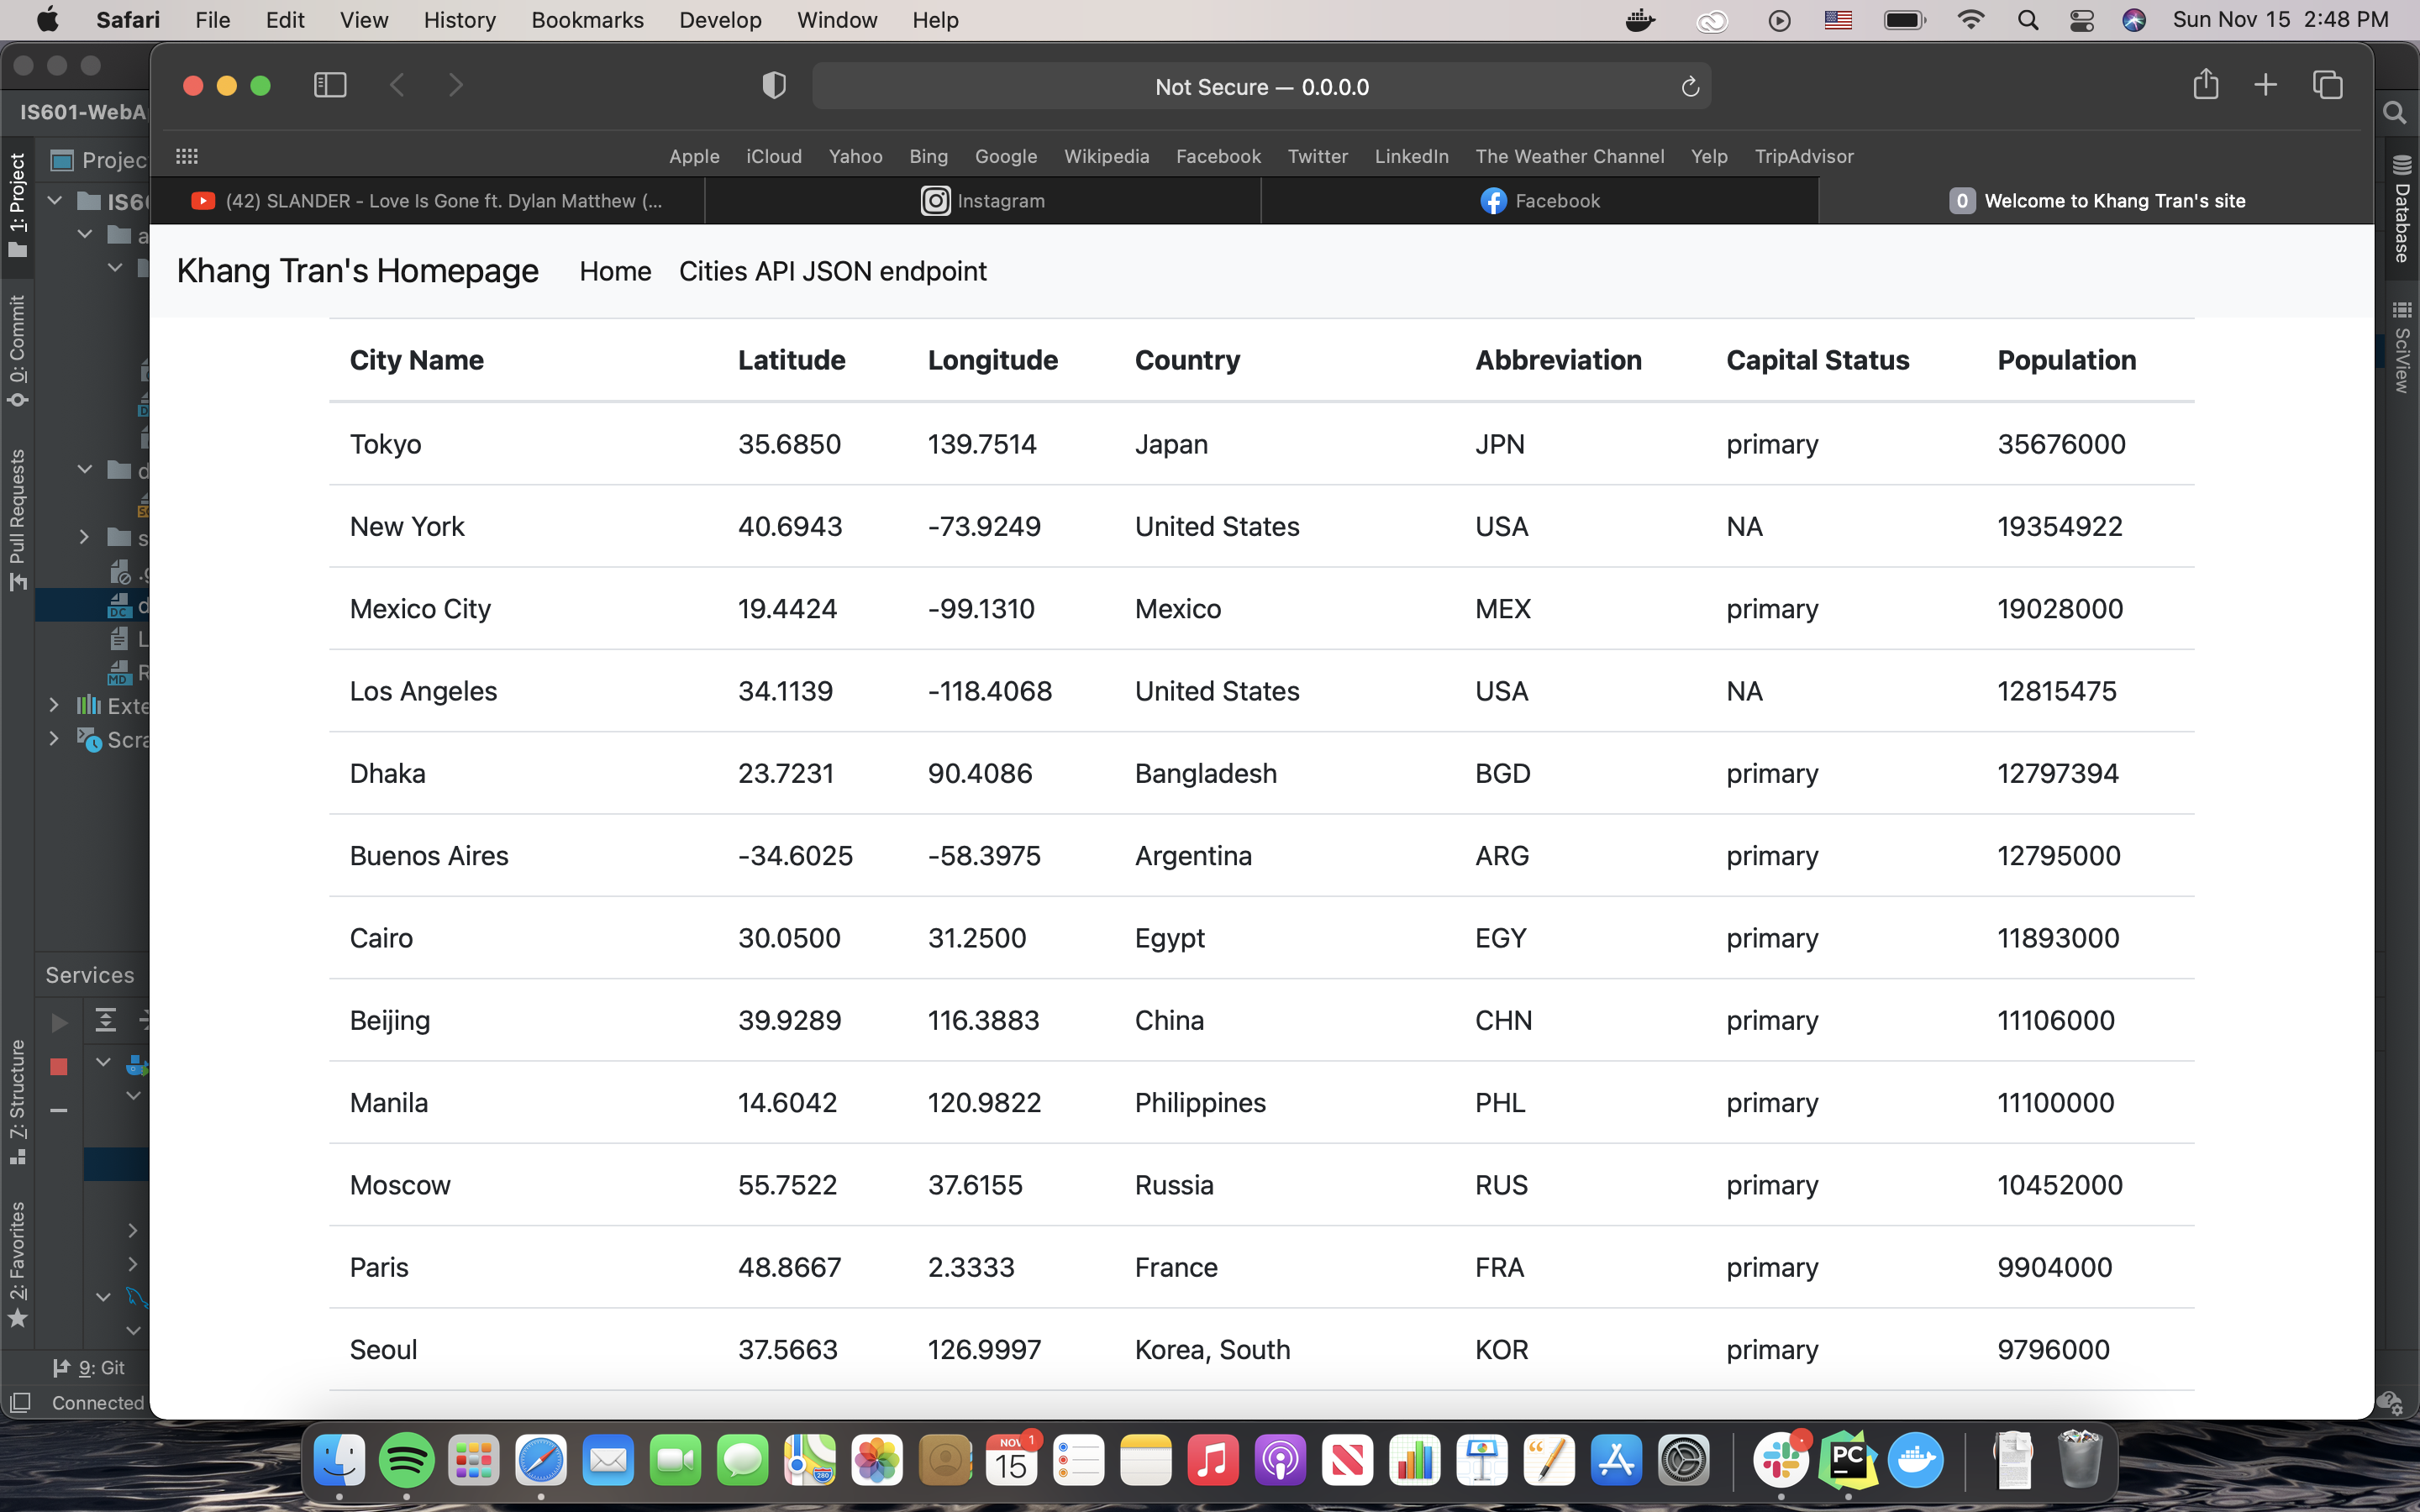 Safari File Edit View History Bookmarks Develop Window Help Sun Nov 15 2:48 PM
Not Secure — 0.0.0.0
IS601-WebA
Apple iCloud Yahoo Bing Google Wikipedia Facebook Twitter LinkedIn The Weather Channel Yelp TripAdvisor
(42) SLANDER - Love Is Gone ft. Dylan Matthew (... Instagram Facebook 0 Welcome to Khang Tran's site
Khang Tran's Homepage Home Cities API JSON endpoint
City Name Latitude Longitude Country Abbreviation Capital Status Population
Tokyo 35.6850 139.7514 Japan JPN primary 35676000
New York 40.6943 -73.9249 United States USA NA 19354922
Mexico City 19.4424 -99.1310 Mexico MEX primary 19028000
Los Angeles 34.1139 -118.4068 United States USA NA 12815475
Dhaka 23.7231 90.4086 Bangladesh BGD primary 12797394
Buenos Aires -34.6025 -58.3975 Argentina ARG primary 12795000
Cairo 30.0500 31.2500 Egypt EGY primary 11893000
Beijing 39.9289 116.3883 China CHN primary 11106000
Manila 14.6042 120.9822 Philippines PHL primary 11100000
Moscow 55.7522 37.6155 Russia RUS primary 10452000
Paris 48.8667 2.3333 France FRA primary 9904000
Seoul 37.5663 126.9997 Korea, South KOR primary 9796000
1: Project
0: Commit
Pull Requests
Z: Structure
2: Favorites
Projec
IS6
Exte
Scra
Services
9: Git
Connected
Database
SciView
NOV 1
15
PC